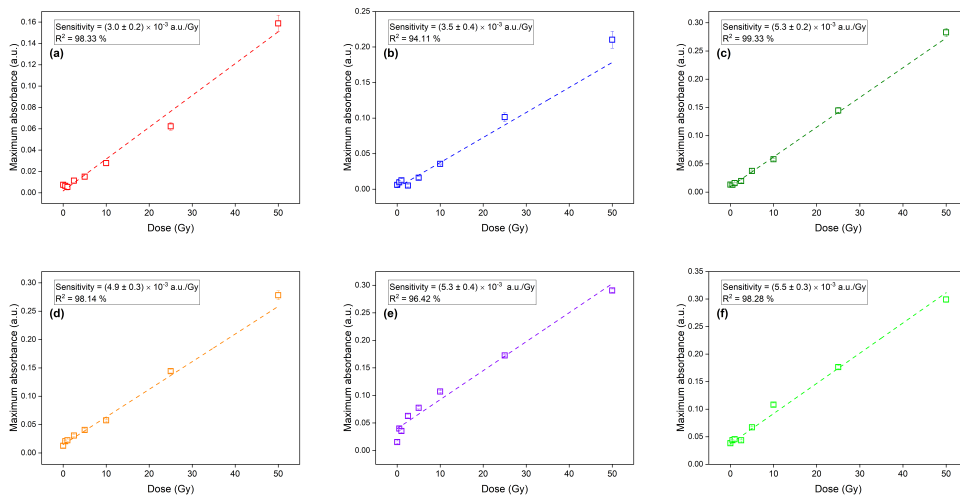 Sensitivity = (3.0 ± 0.2) × 10⁻³ a.u./Gy
R² = 98.33 %
(a)
Maximum absorbance (a.u.)
0.16
0.14
0.12
0.10
0.08
0.06
0.04
0.02
0.00
0 10 20 30 40 50
Dose (Gy)
Sensitivity = (3.5 ± 0.4) × 10⁻³ a.u./Gy
R² = 94.11 %
(b)
Maximum absorbance (a.u.)
0.20
0.15
0.10
0.05
0.00
0 10 20 30 40 50
Dose (Gy)
Sensitivity = (5.3 ± 0.2) × 10⁻³ a.u./Gy
R² = 99.33 %
(c)
Maximum absorbance (a.u.)
0.30
0.25
0.20
0.15
0.10
0.05
0.00
0 10 20 30 40 50
Dose (Gy)
Sensitivity = (4.9 ± 0.3) × 10⁻³ a.u./Gy
R² = 98.14 %
(d)
Maximum absorbance (a.u.)
0.30
0.25
0.20
0.15
0.10
0.05
0.00
0 10 20 30 40 50
Dose (Gy)
Sensitivity = (5.3 ± 0.4) × 10⁻³ a.u./Gy
R² = 96.42 %
(e)
Maximum absorbance (a.u.)
0.30
0.25
0.20
0.15
0.10
0.05
0.00
0 10 20 30 40 50
Dose (Gy)
Sensitivity = (5.5 ± 0.3) × 10⁻³ a.u./Gy
R² = 98.28 %
(f)
Maximum absorbance (a.u.)
0.35
0.30
0.25
0.20
0.15
0.10
0.05
0.00
0 10 20 30 40 50
Dose (Gy)